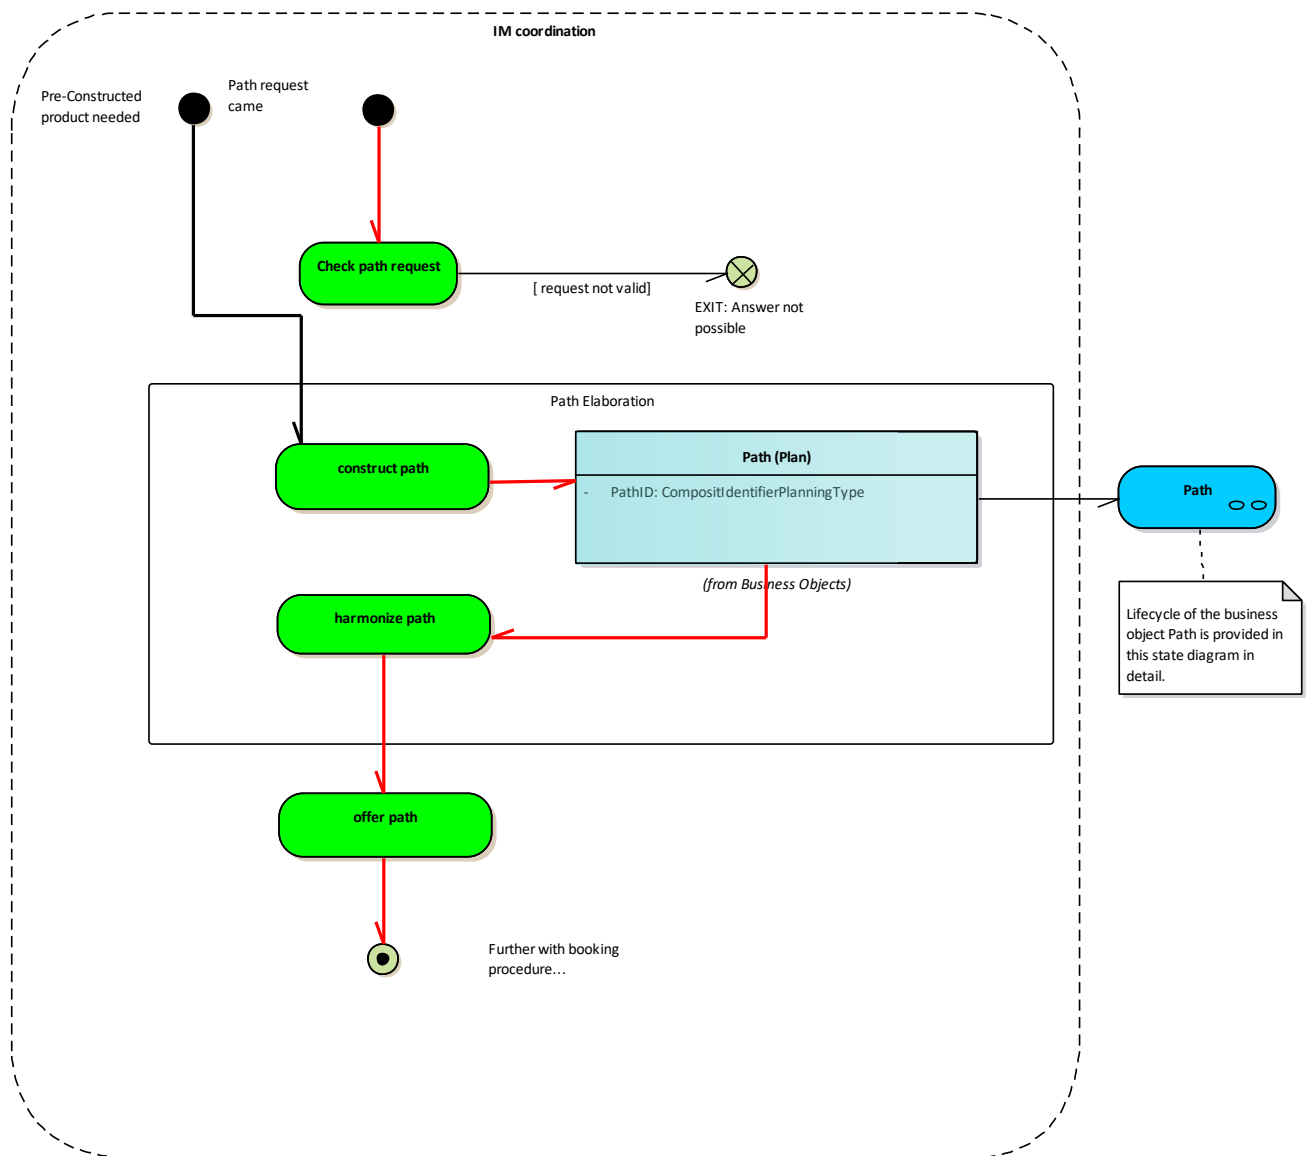 IM coordination
Pre-Constructed
product needed
Path request
came
Check path request
[ request not valid]
EXIT: Answer not
possible
Path Elaboration
construct path
Path (Plan)
- PathID: CompositIdentifierPlanningType
(from Business Objects)
Path
harmonize path
Lifecycle of the business
object Path is provided in
this state diagram in
detail.
offer path
Further with booking
procedure...